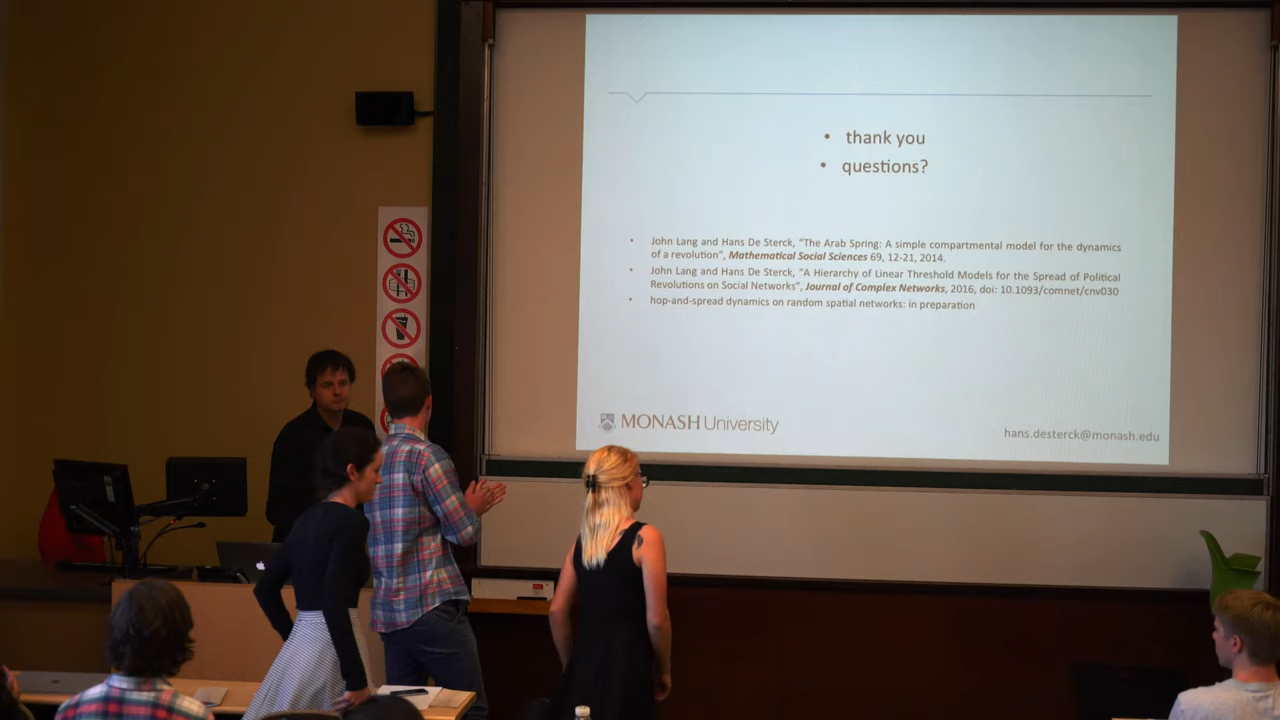 • thank you
• questions?
• John Lang and Hans De Sterck, "The Arab Spring: A simple compartmental model for the dynamics
of a revolution", Mathematical Social Sciences 69, 12-21, 2014.
• John Lang and Hans De Sterck, "A Hierarchy of Linear Threshold Models for the Spread of Political
Revolutions on Social Networks", Journal of Complex Networks, 2016, doi: 10.1093/comnet/cnv030
• hop-and-spread dynamics on random spatial networks: in preparation
MONASH University
hans.desterck@monash.edu